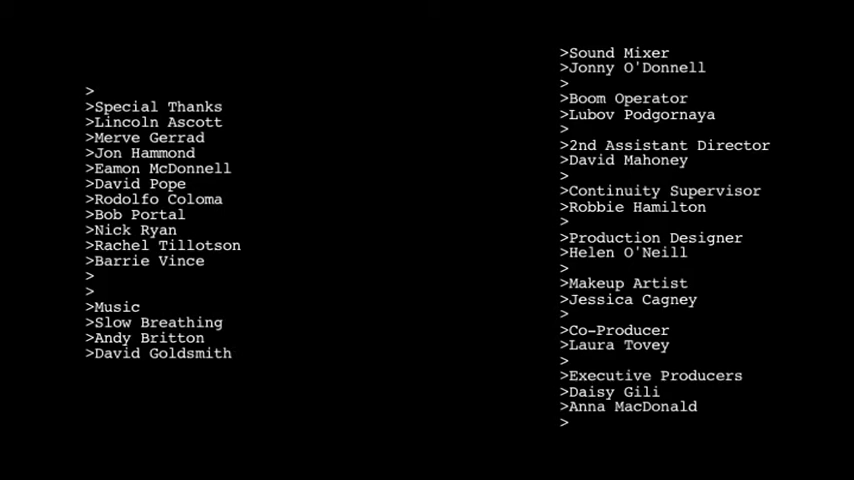 >
>Special Thanks
>Lincoln Ascott
>Merve Gerrad
>Jon Hammond
>Eamon McDonnell
>David Pope
>Rodolfo Coloma
>Bob Portal
>Nick Ryan
>Rachel Tillotson
>Barrie Vince
>
>
>Music
>Slow Breathing
>Andy Britton
>David Goldsmith
>Sound Mixer
>Jonny O'Donnell
>
>Boom Operator
>Lubov Podgornaya
>
>2nd Assistant Director
>David Mahoney
>
>Continuity Supervisor
>Robbie Hamilton
>
>Production Designer
>Helen O'Neill
>
>Makeup Artist
>Jessica Cagney
>
>Co-Producer
>Laura Tovey
>
>Executive Producers
>Daisy Gili
>Anna MacDonald
>